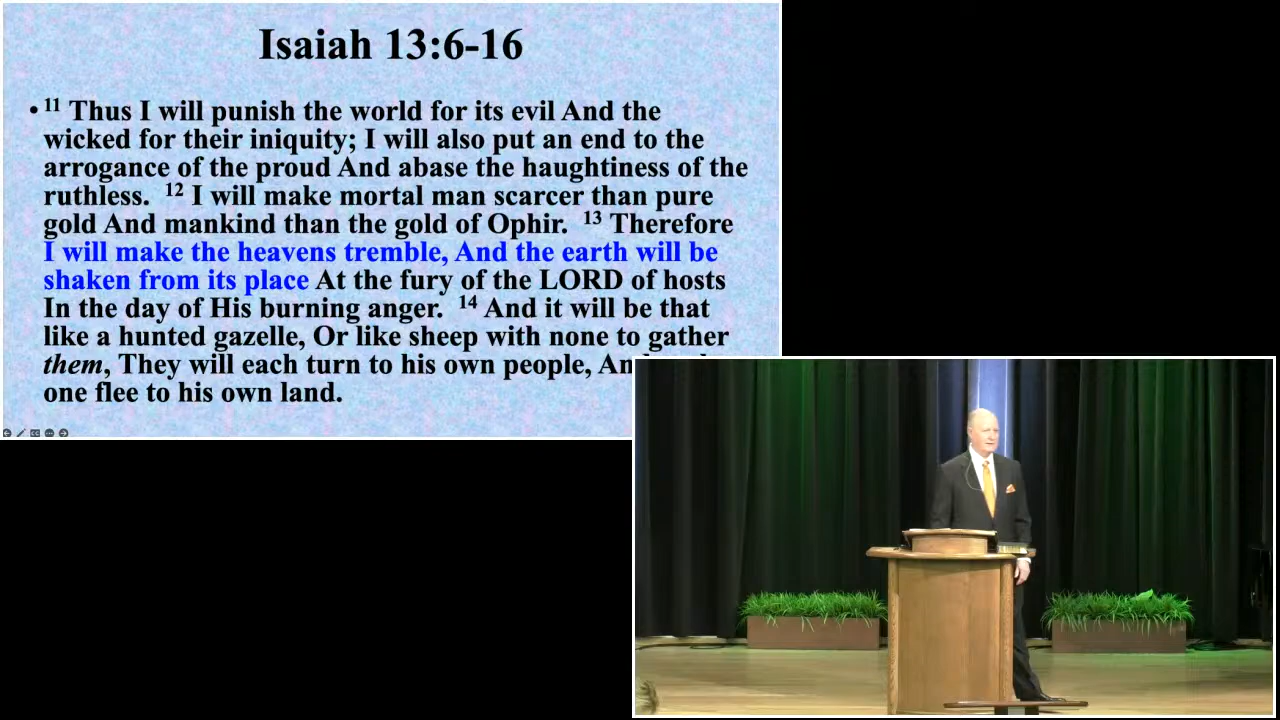 Isaiah 13:6-16
• 11 Thus I will punish the world for its evil And the
wicked for their iniquity; I will also put an end to the
arrogance of the proud And abase the haughtiness of the
ruthless. 12 I will make mortal man scarcer than pure
gold And mankind than the gold of Ophir. 13 Therefore
I will make the heavens tremble, And the earth will be
shaken from its place At the fury of the LORD of hosts
In the day of His burning anger. 14 And it will be that
like a hunted gazelle, Or like sheep with none to gather
them, They will each turn to his own people,
one flee to his own land.